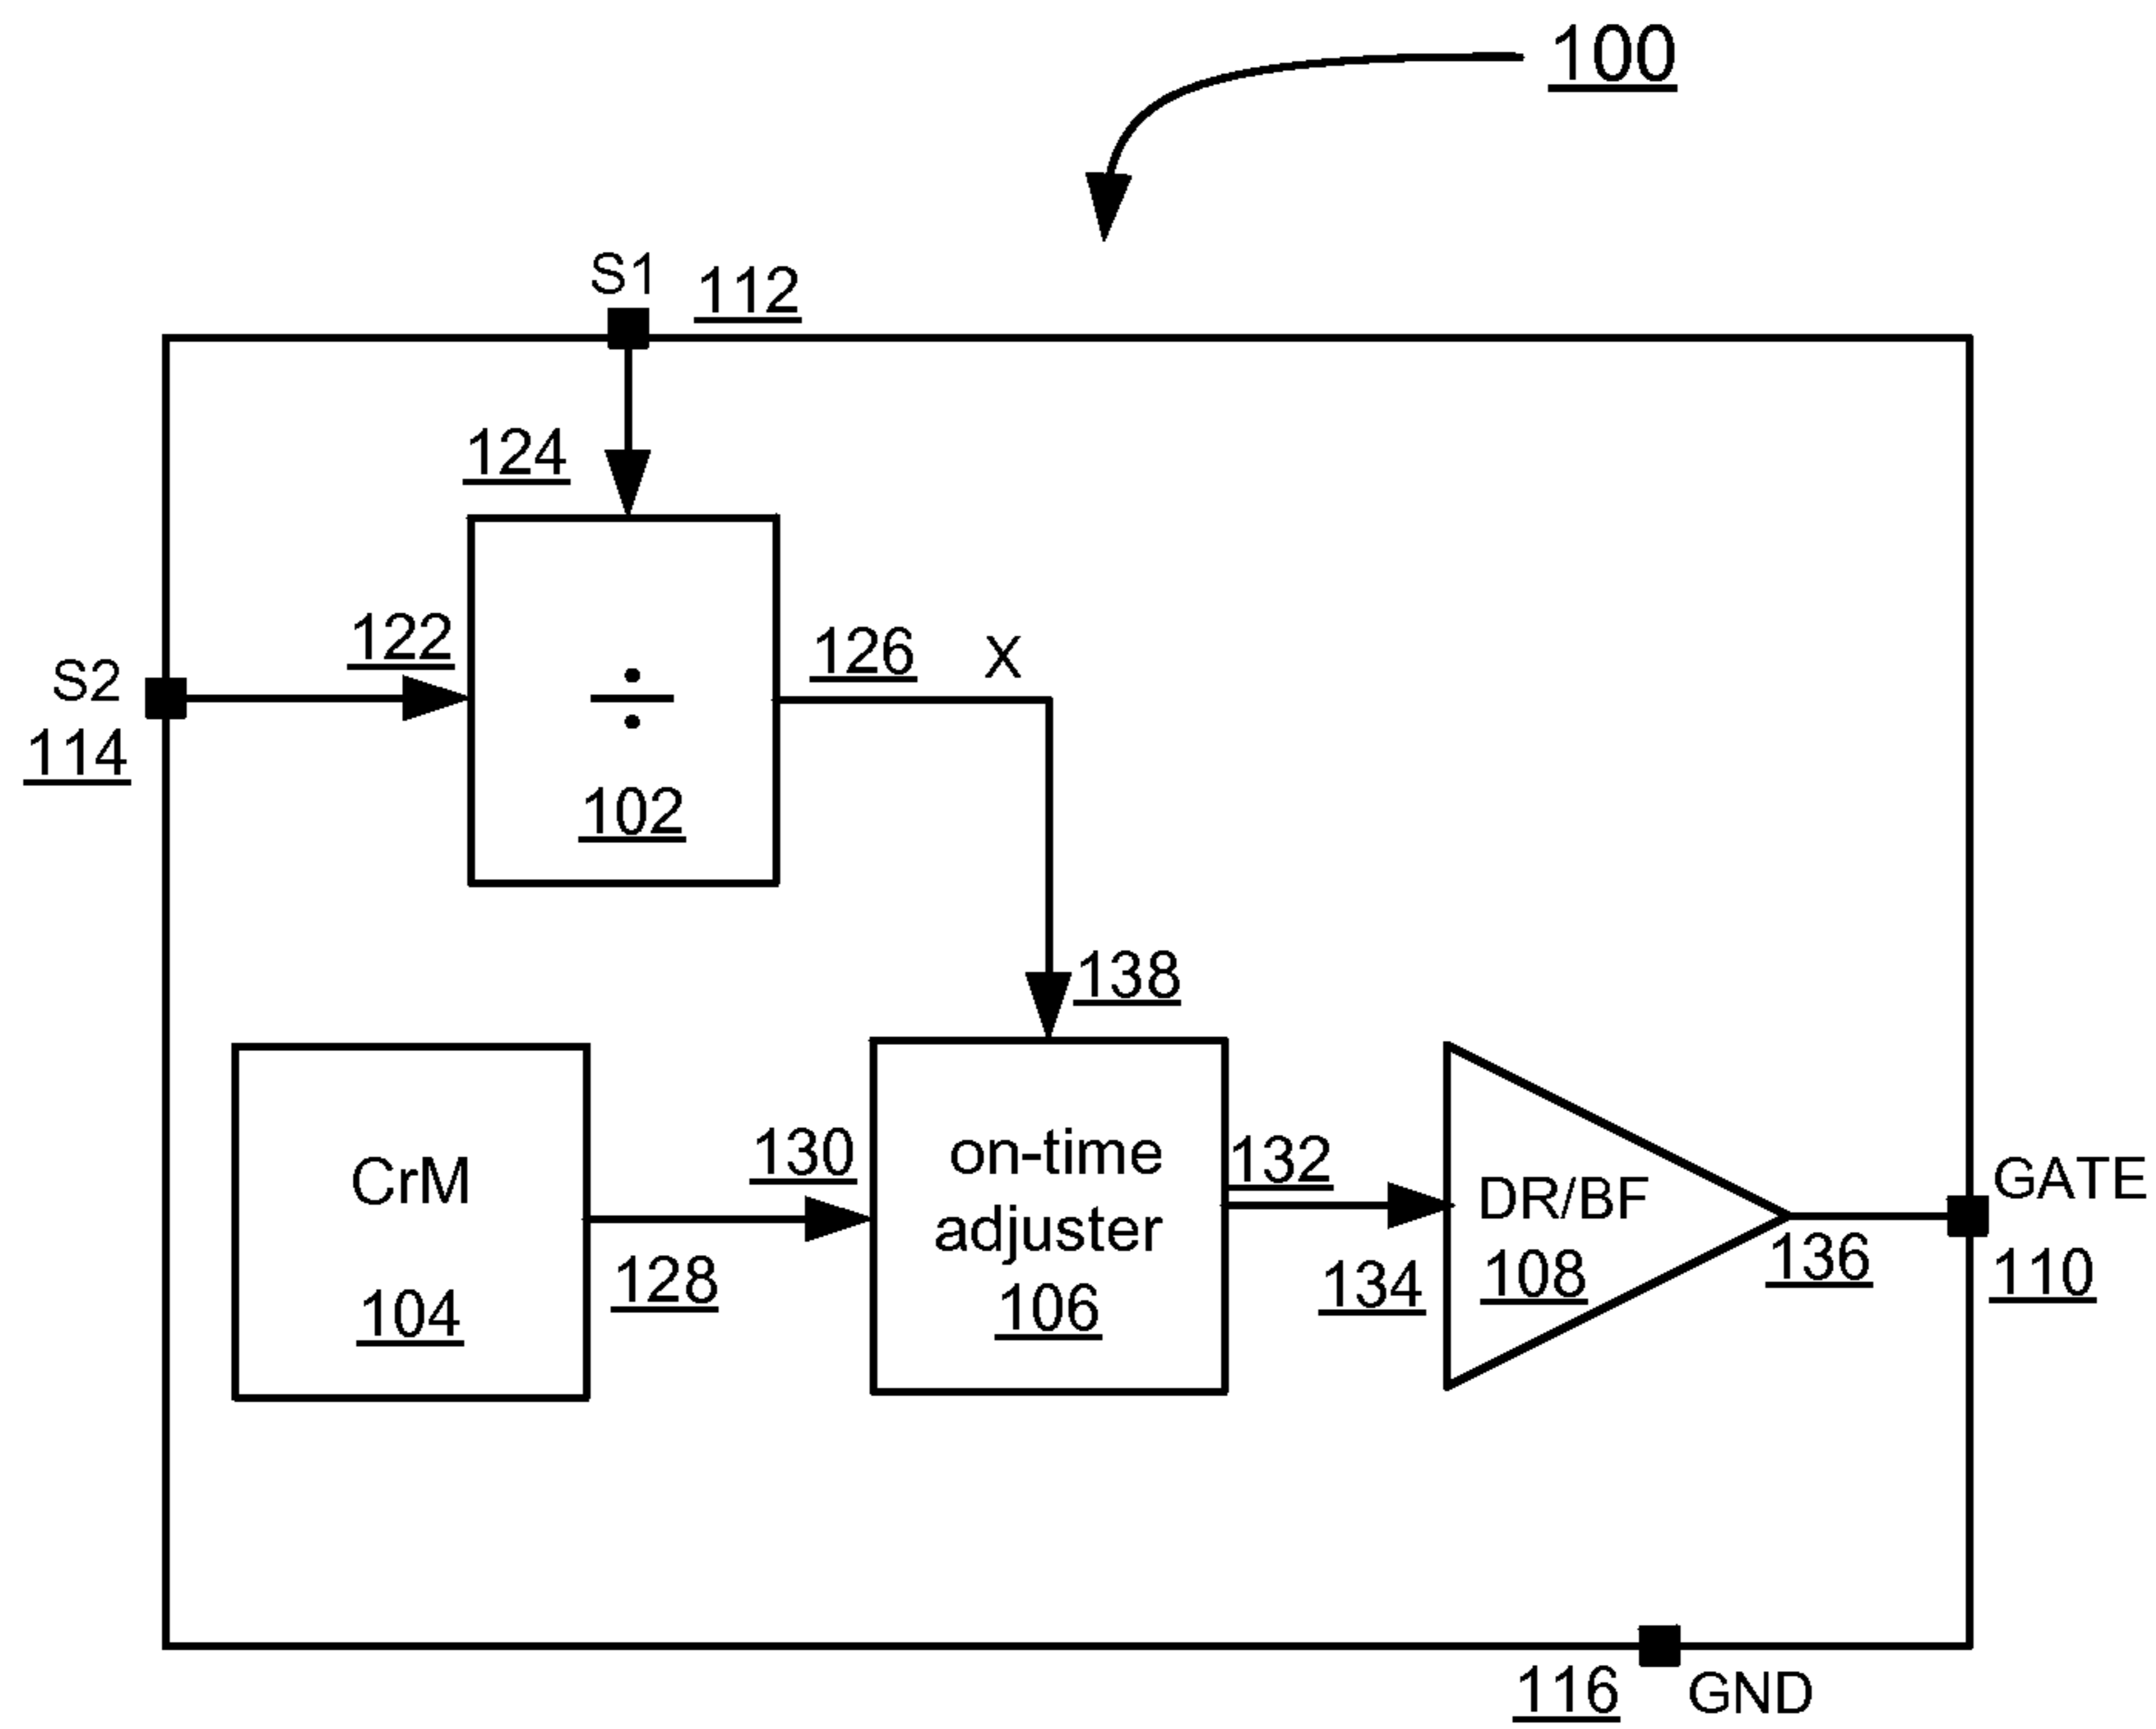 100
S1
112
124
122
126
X
S2
114
÷
102
138
CrM
104
130
128
on-time
adjuster
106
132
134
DR/BF
108
136
GATE
110
116
GND